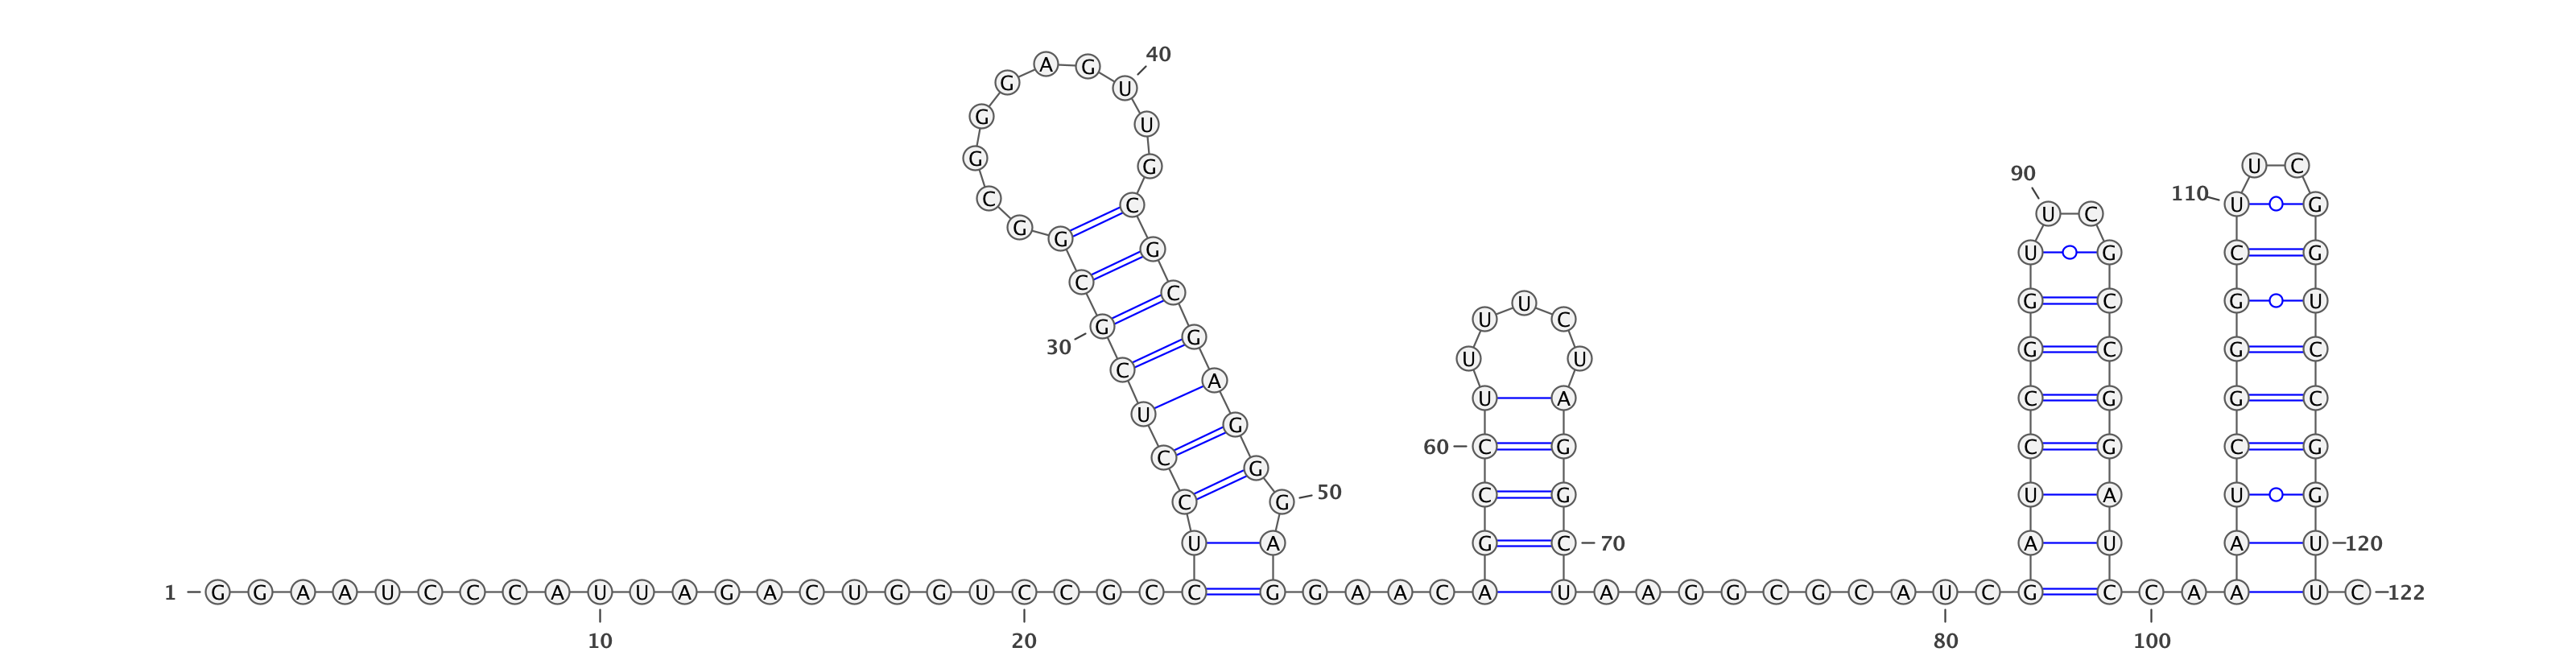 1 G G A A U C C C A U U A G A C U G G U C C G C C
10
20
U C C U C G C G
30
G C G G G A G U U G
40
C G C G A G G G A
50
G G A A C A
G C C U
60
U U U C U
A G G C
70
U A A G G C G C A U C G
80
A U C C G G U
U C
90
G C C G G A U
C C A A
100
A U C G G G C U
110
U C
G G U C C G G U
120
U C 122